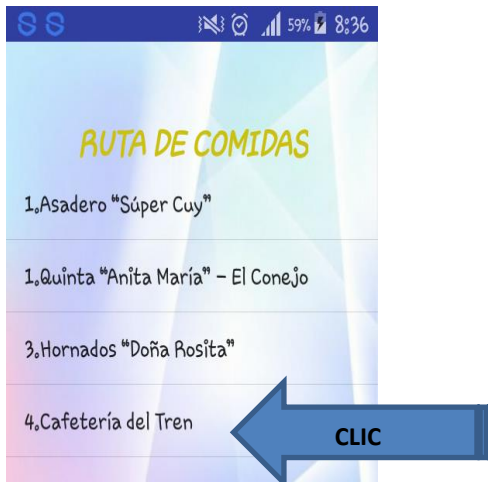 59% 8:36
RUTA DE COMIDAS
1.Asadero "Súper Cuy"
1.Quinta "Anita María" – El Conejo
3.Hornados "Doña Rosita"
4.Cafetería del Tren
CLIC